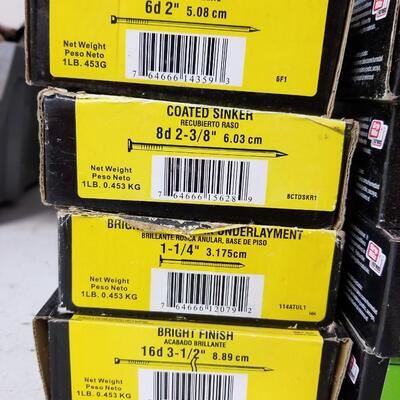 6d 2" 5.08 cm
Net Weight
Peso Neto
1LB. 453G
7 64666 14359 3
6F1
COATED SINKER
RECUBIERTO RASO
8d 2-3/8" 6.03 cm
Net Weight
Peso Neto
1LB. 0.453 KG
7 64666 15628 9
8CTDSKR1
UNDERLAYMENT
BRILLANTE ROSCA ANULAR, BASE DE PISO
1-1/4" 3.175cm
Net Weight
Peso Neto
1LB. 0.453 KG
7 64666 12079 2
114ATUL1
BRIGHT FINISH
ACABADO BRILLANTE
16d 3-1/2" 8.89 cm
Net Weight
Peso Neto
1LB. 0.453 KG